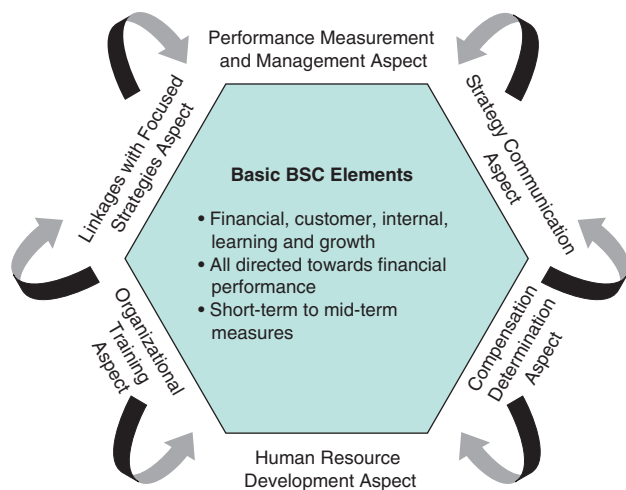 Performance Measurement
and Management Aspect
Linkages with Focused
Strategies Aspect
Strategy Communication
Aspect
Basic BSC Elements
• Financial, customer, internal,
learning and growth
• All directed towards financial
performance
• Short-term to mid-term
measures
Organizational
Training
Aspect
Compensation
Determination
Aspect
Human Resource
Development Aspect